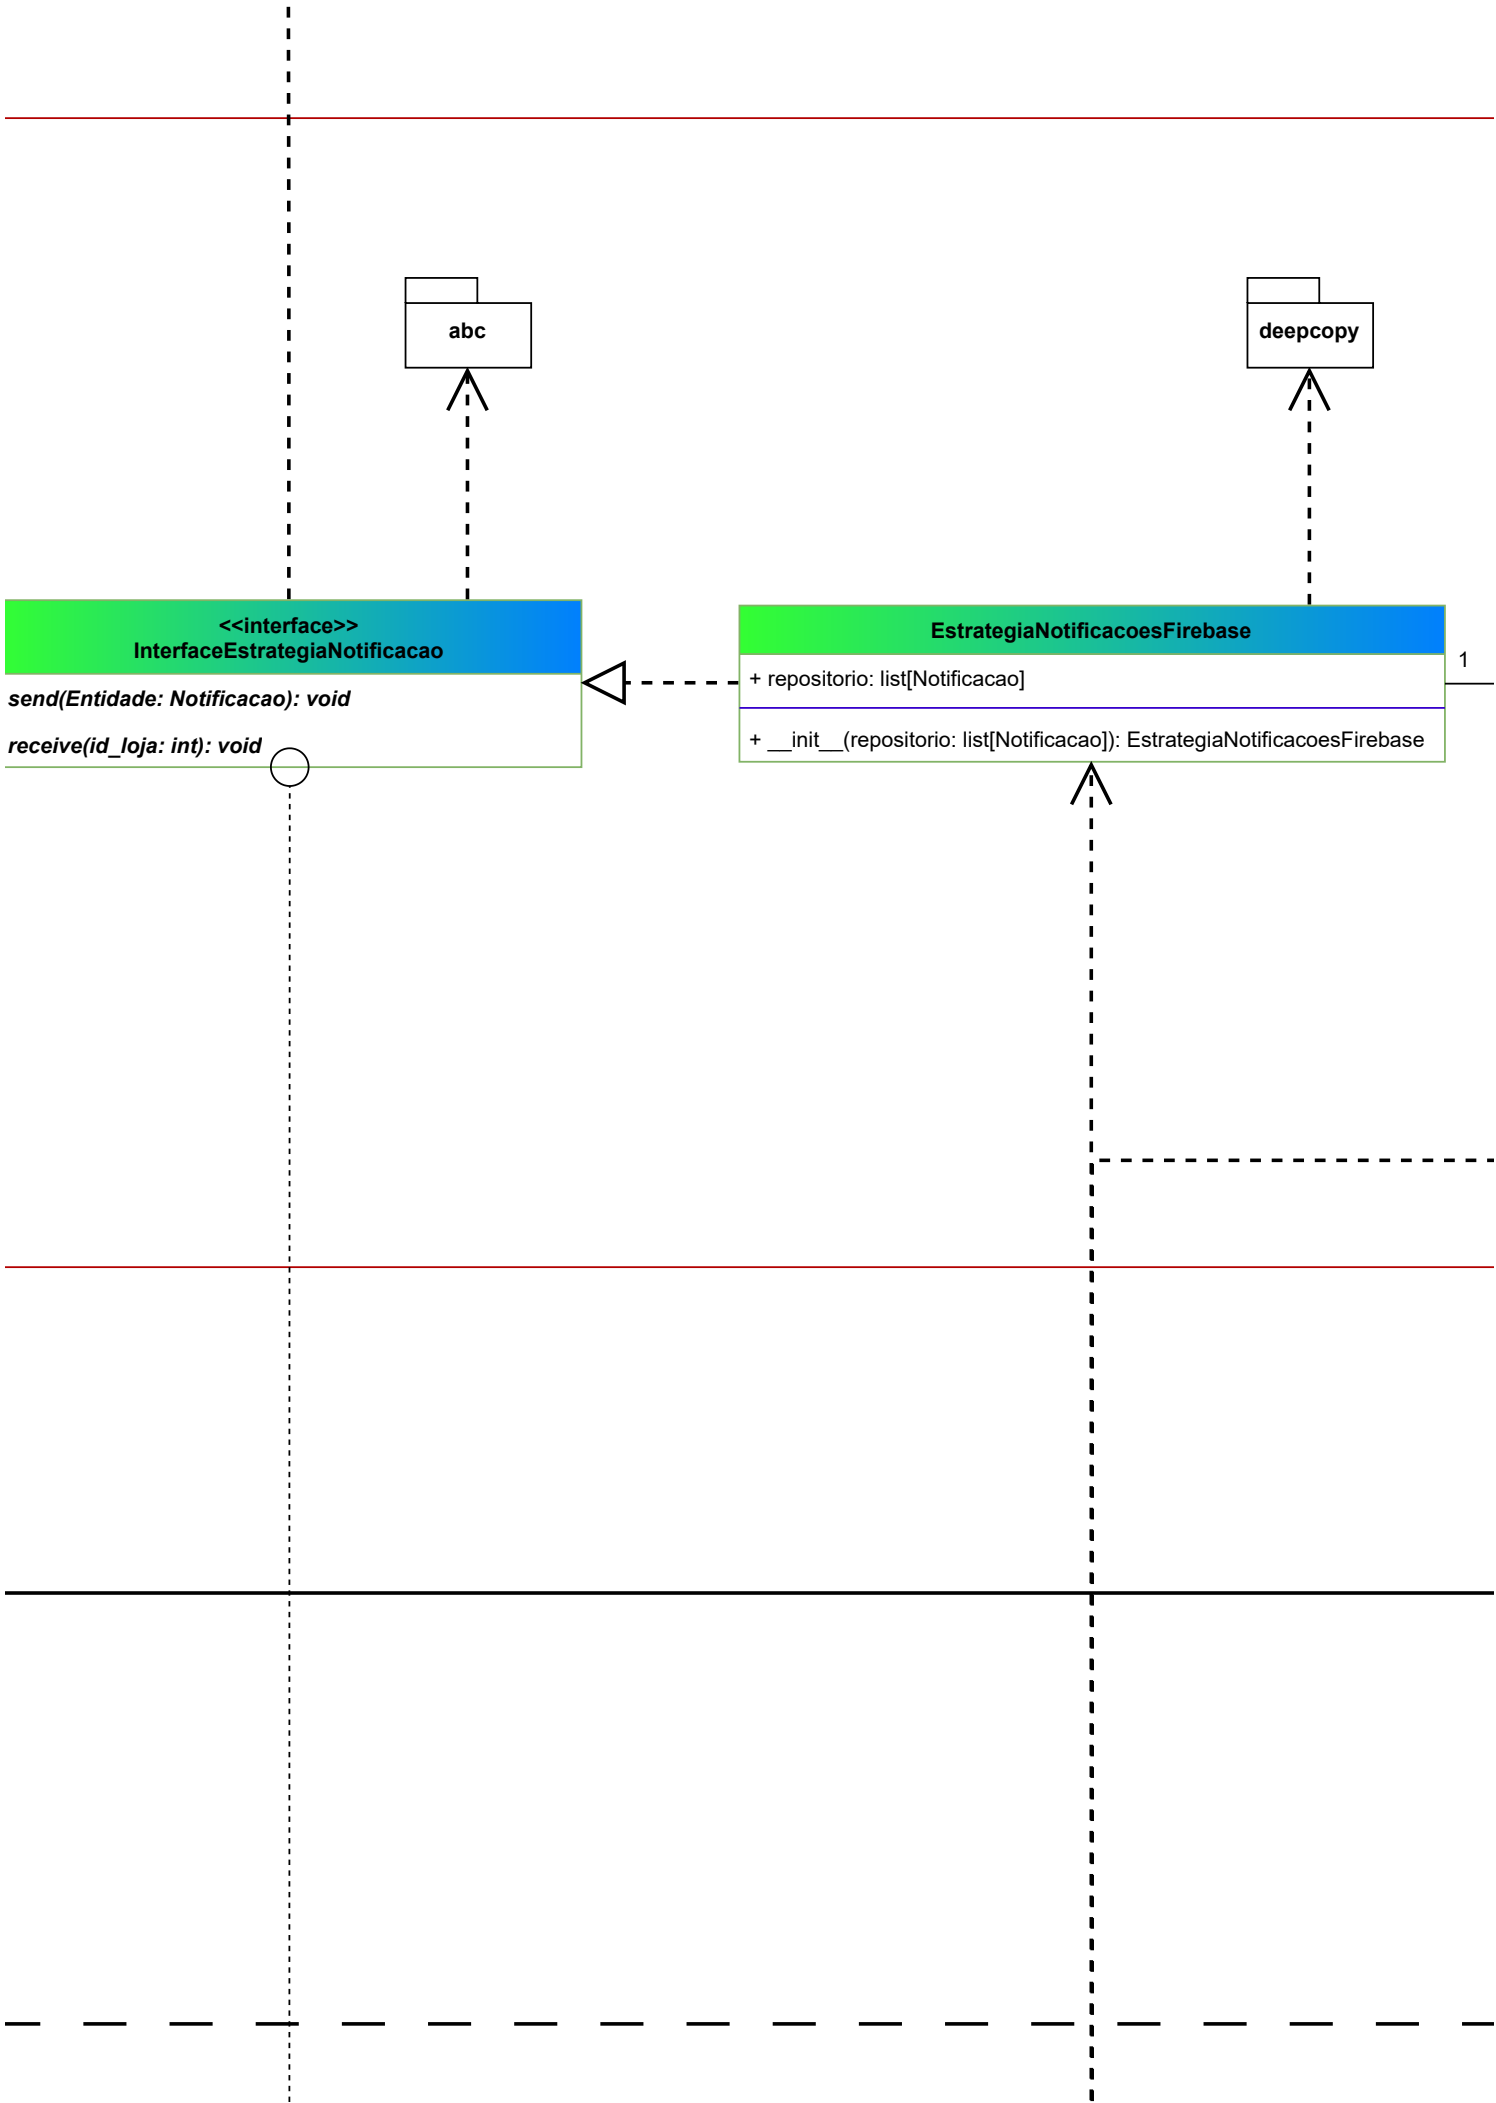 abc
deepcopy
<<interface>>
InterfaceEstrategiaNotificacao
send(Entidade: Notificacao): void
receive(id_loja: int): void
EstrategiaNotificacoesFirebase
+ repositorio: list[Notificacao]
+ __init__(repositorio: list[Notificacao]): EstrategiaNotificacoesFirebase
1